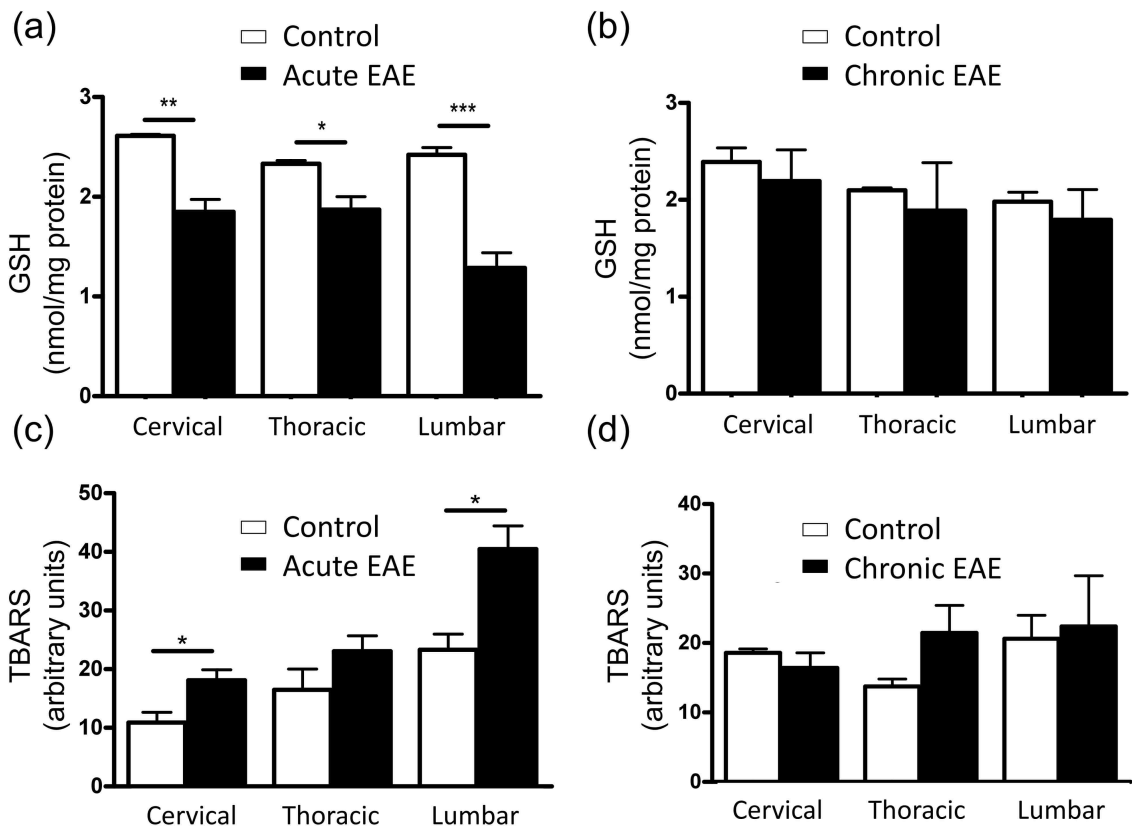 (a)
Control
Acute EAE
GSH
(nmol/mg protein)
3
2
1
0
**
*
***
Cervical
Thoracic
Lumbar
(b)
Control
Chronic EAE
GSH
(nmol/mg protein)
3
2
1
0
Cervical
Thoracic
Lumbar
(c)
Control
Acute EAE
TBARS
(arbitrary units)
50
40
30
20
10
0
*
*
Cervical
Thoracic
Lumbar
(d)
Control
Chronic EAE
TBARS
(arbitrary units)
40
30
20
10
0
Cervical
Thoracic
Lumbar